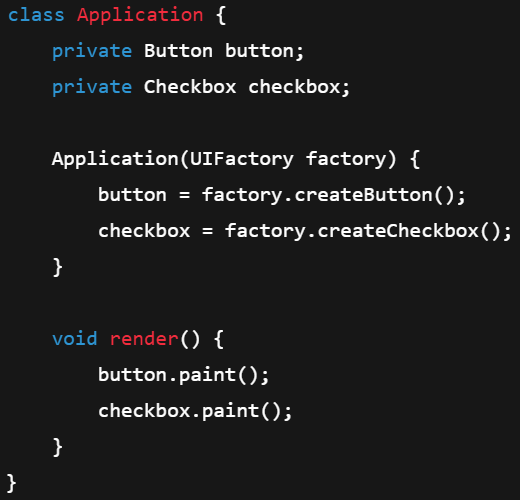 class Application {
    private Button button;
    private Checkbox checkbox;

    Application(UIFactory factory) {
        button = factory.createButton();
        checkbox = factory.createCheckbox();
    }

    void render() {
        button.paint();
        checkbox.paint();
    }
}